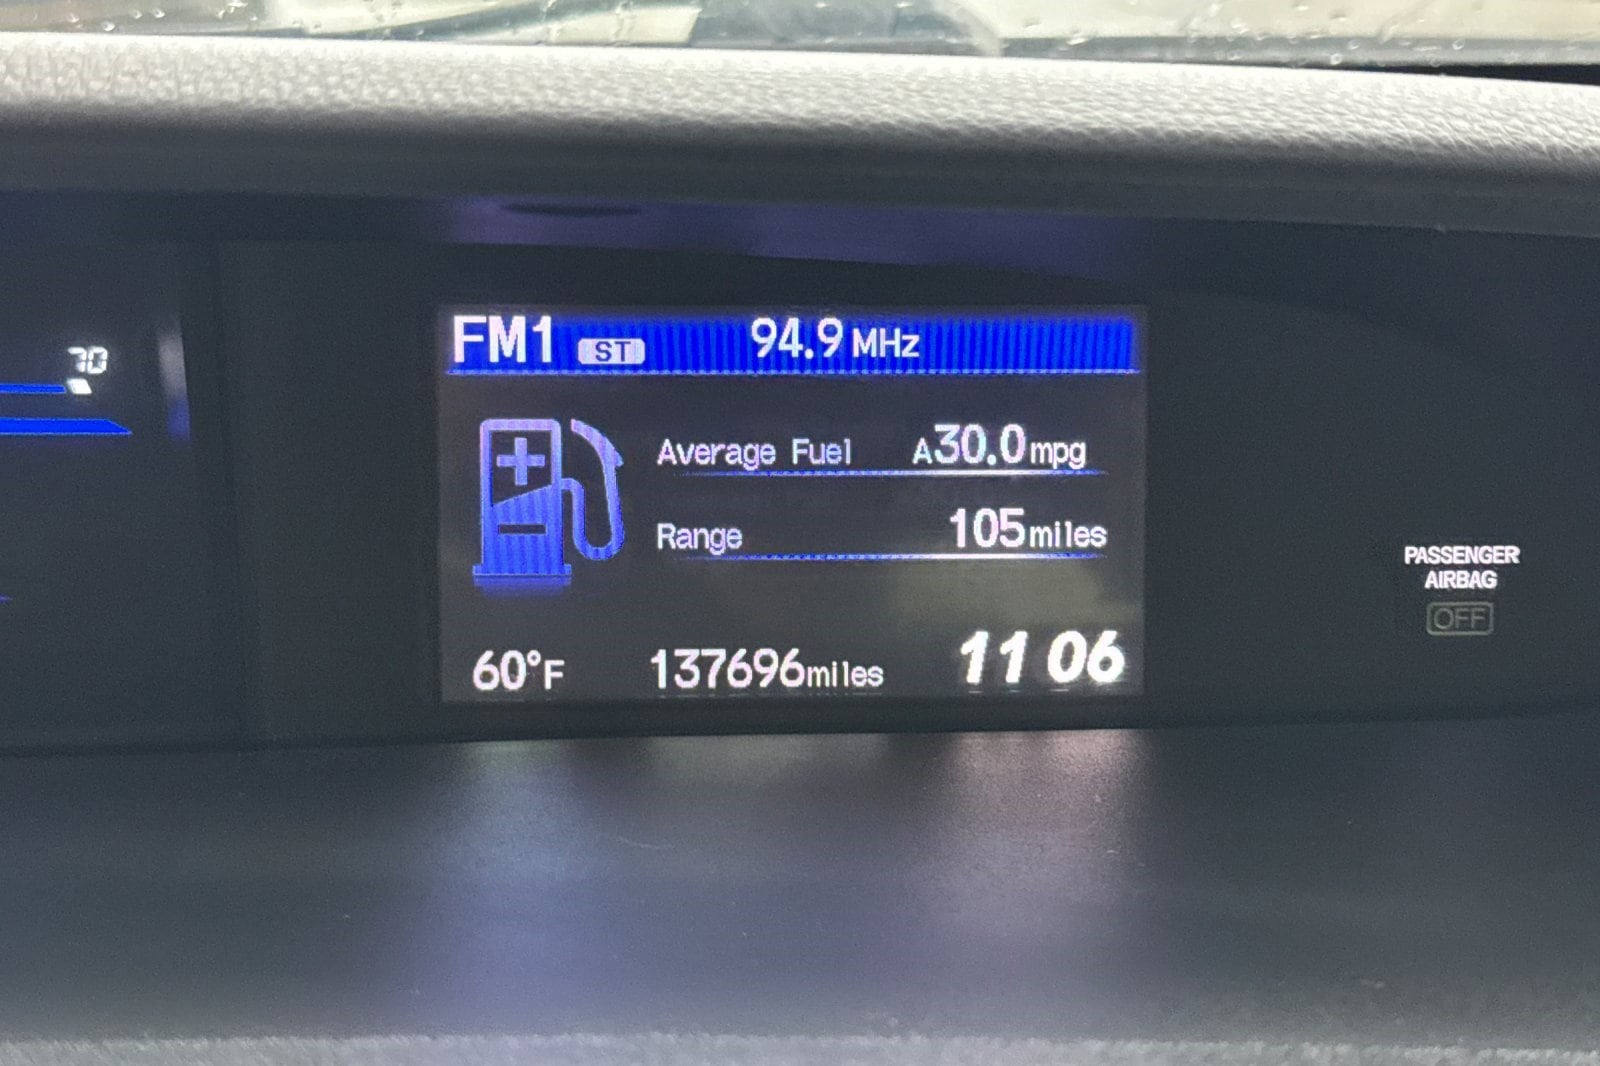 FM1 ST 94.9 MHz
70
Average Fuel A30.0mpg
Range 105miles
PASSENGER
AIRBAG
OFF
60°F 137696miles 11 06